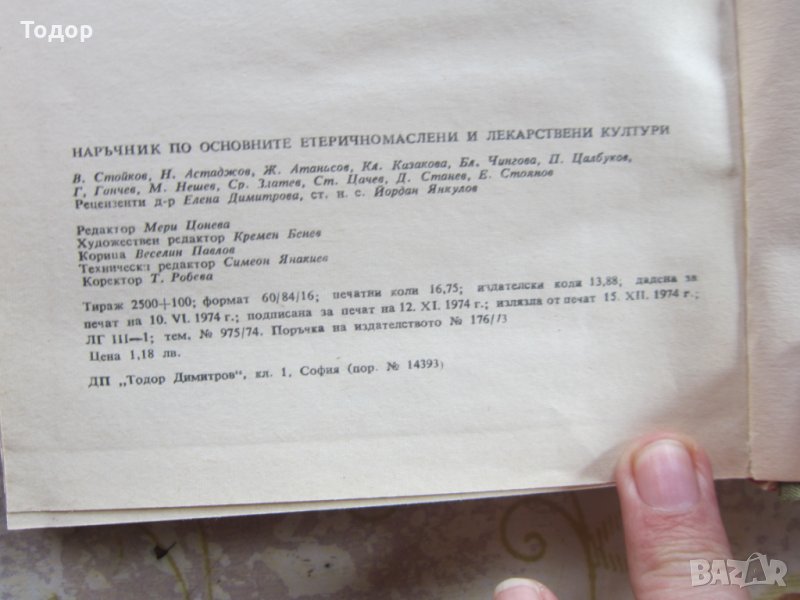 Тодор
НАРЪЧНИК ПО ОСНОВНИТЕ ЕТЕРИЧНОМАСЛЕНИ И ЛЕКАРСТВЕНИ КУЛТУРИ
В. Стойков, Н. Астаджов, Ж. Атаньсов, Кл. Казакова, Бл. Чингова, П. Цалбуков,
Г. Гончев, М. Нешев, Ср. Златев, Ст. Цачев, Д. Станев, Е. Стоянов
Рецензенти д-р Елена Димитрова, ст. н. с. Йордан Янкулов
Редактор Мери Цонева
Художествен редактор Кремен Бенев
Корица Веселин Павлов
Технически редактор Симеон Янакиев
Коректор Т. Робева
Тираж 2500+100; формат 60/84/16; печатни коли 16,75; издателски коли 13,88; дадена за
печат на 10. VI. 1974 г.; подписана за печат на 12. XI. 1974 г.; излязла от печат 15. XII. 1974 г.;
ЛГ III—1; тем. № 975/74. Поръчка на издателството № 176/73
Цена 1,18 лв.
ДП „Тодор Димитров“, кл. 1, София (пор. № 14393)
BAZAR